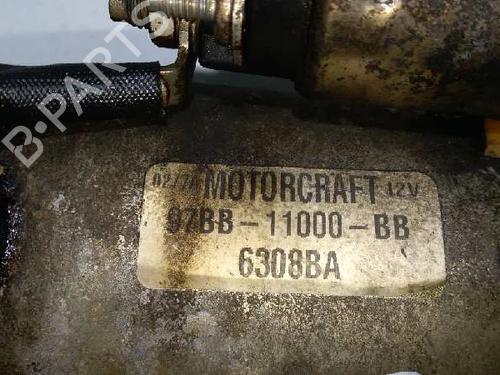 MOTORCRAFT 12V
97BB-11000-BB
6308BA
B-PARTS